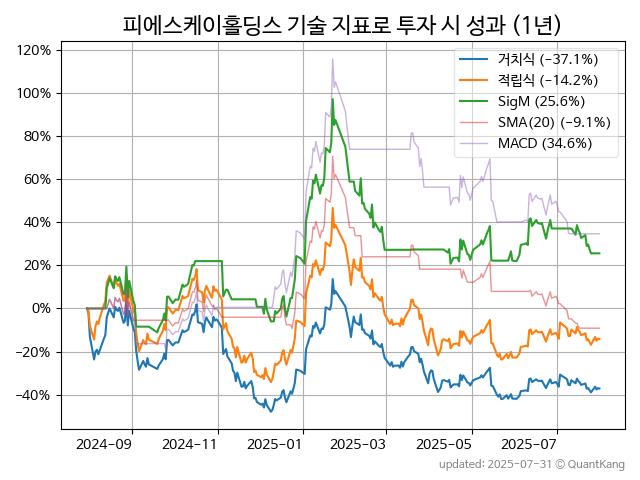 피에스케이홀딩스 기술 지표로 투자 시 성과 (1년)
120%
100%
80%
60%
40%
20%
0%
−20%
−40%
거치식 (−37.1%)
적립식 (−14.2%)
SigM (25.6%)
SMA(20) (−9.1%)
MACD (34.6%)
2024-09
2024-11
2025-01
2025-03
2025-05
2025-07
updated: 2025-07-31 © QuantKang